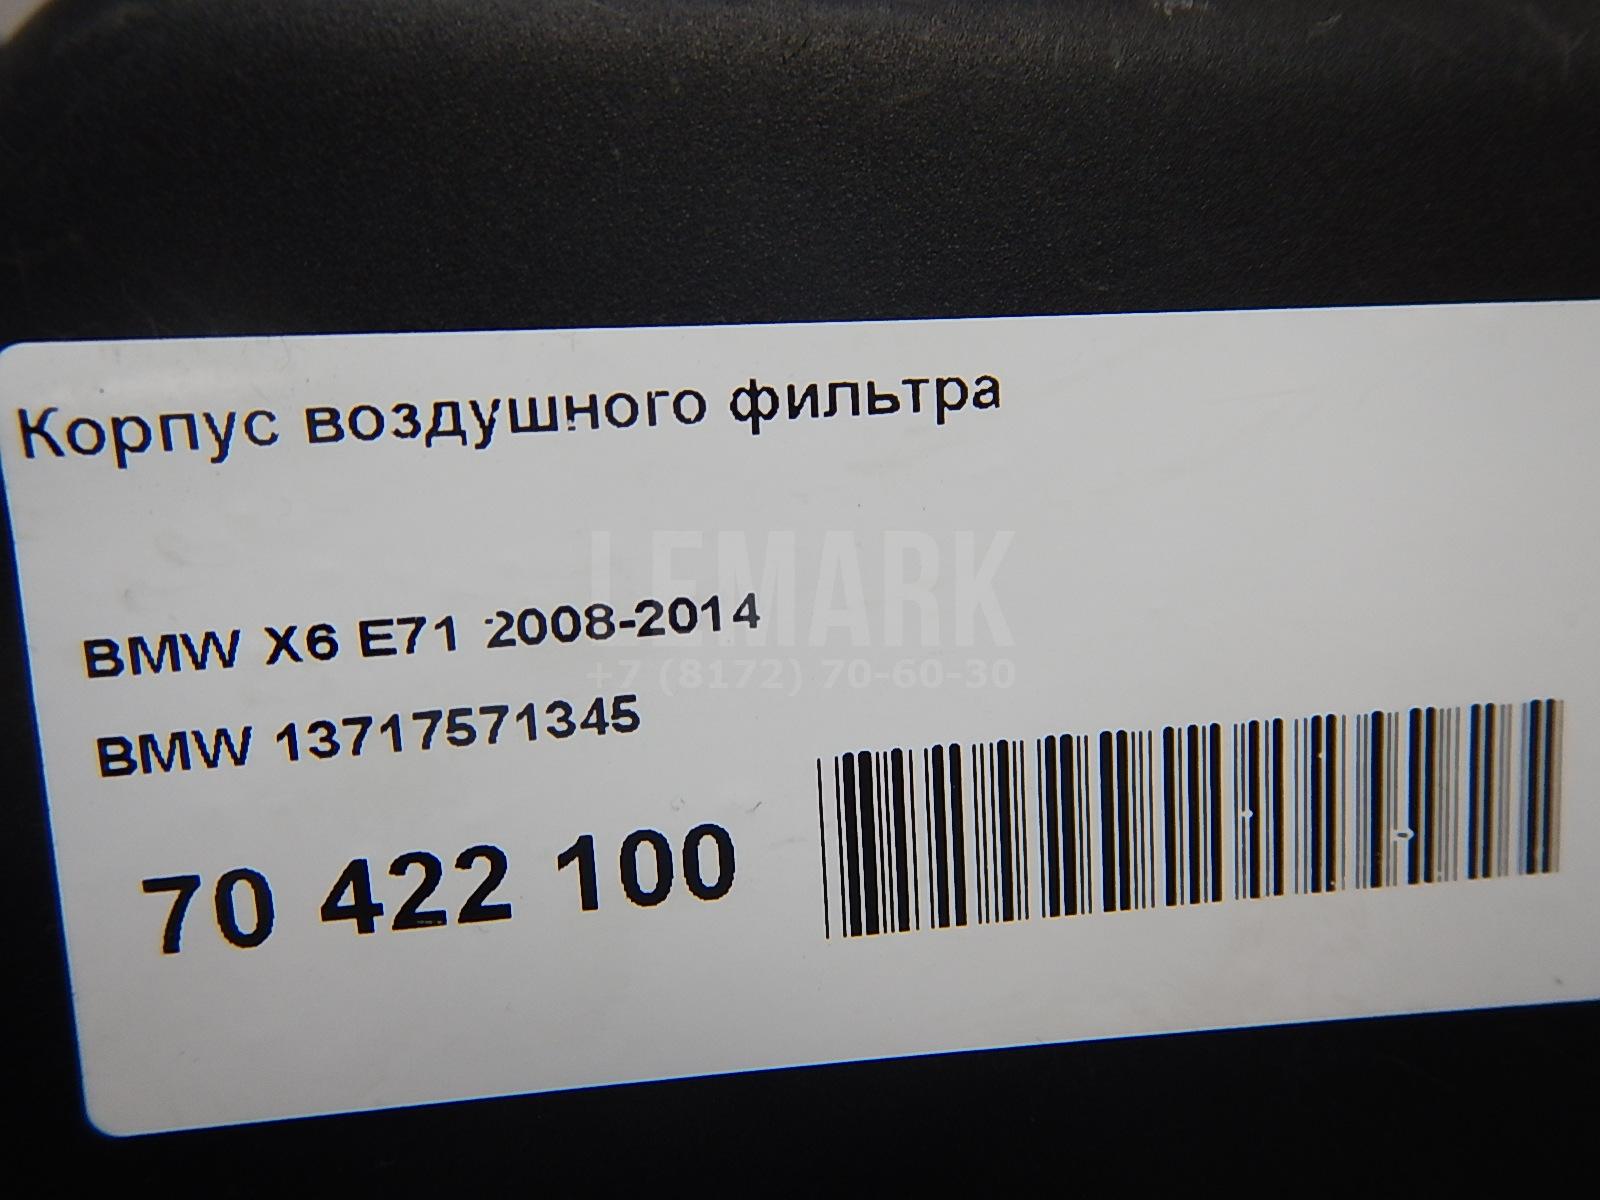 Корпус воздушного фильтра
LEMARK
BMW X6 E71 2008-2014
+7 (8172) 70-60-30
BMW 13717571345
70 422 100